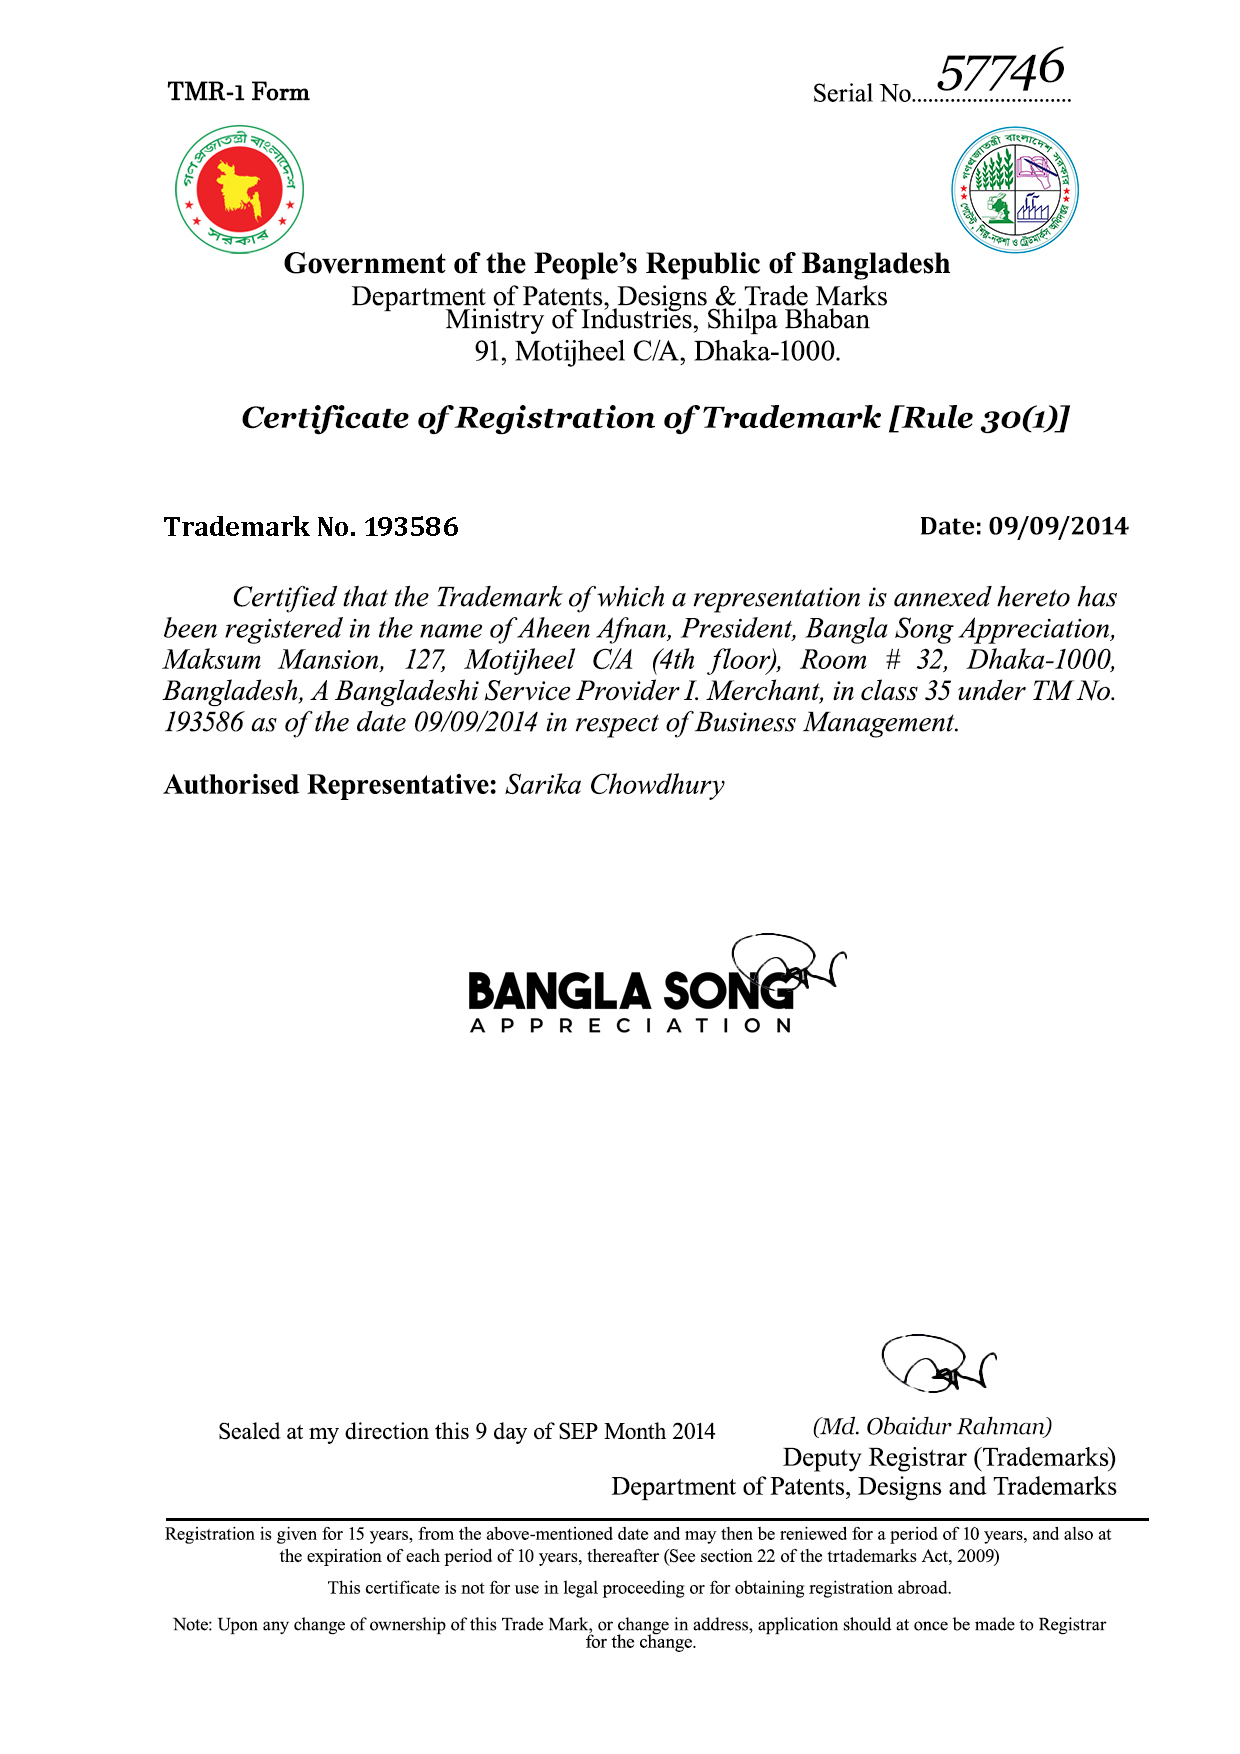 TMR-1 Form
Serial No............................. 57746
গণপ্রজাতন্ত্রী বাংলাদেশ
সরকার
গণপ্রজাতন্ত্রী বাংলাদেশ সরকার
পেটেন্ট, শিল্প-নকশা ও ট্রেডমার্কস অধিদপ্তর
Government of the People’s Republic of Bangladesh
Department of Patents, Designs & Trade Marks
Ministry of Industries, Shilpa Bhaban
91, Motijheel C/A, Dhaka-1000.
Certificate of Registration of Trademark [Rule 30(1)]
Trademark No. 193586
Date: 09/09/2014
Certified that the Trademark of which a representation is annexed hereto has
been registered in the name of Aheen Afnan, President, Bangla Song Appreciation,
Maksum Mansion, 127, Motijheel C/A (4th floor), Room # 32, Dhaka-1000,
Bangladesh, A Bangladeshi Service Provider I. Merchant, in class 35 under TM No.
193586 as of the date 09/09/2014 in respect of Business Management.
Authorised Representative: Sarika Chowdhury
BANGLA SONG
APPRECIATION
Sealed at my direction this 9 day of SEP Month 2014
(Md. Obaidur Rahman)
Deputy Registrar (Trademarks)
Department of Patents, Designs and Trademarks
Registration is given for 15 years, from the above-mentioned date and may then be reniewed for a period of 10 years, and also at
the expiration of each period of 10 years, thereafter (See section 22 of the trtademarks Act, 2009)
This certificate is not for use in legal proceeding or for obtaining registration abroad.
Note: Upon any change of ownership of this Trade Mark, or change in address, application should at once be made to Registrar
for the change.